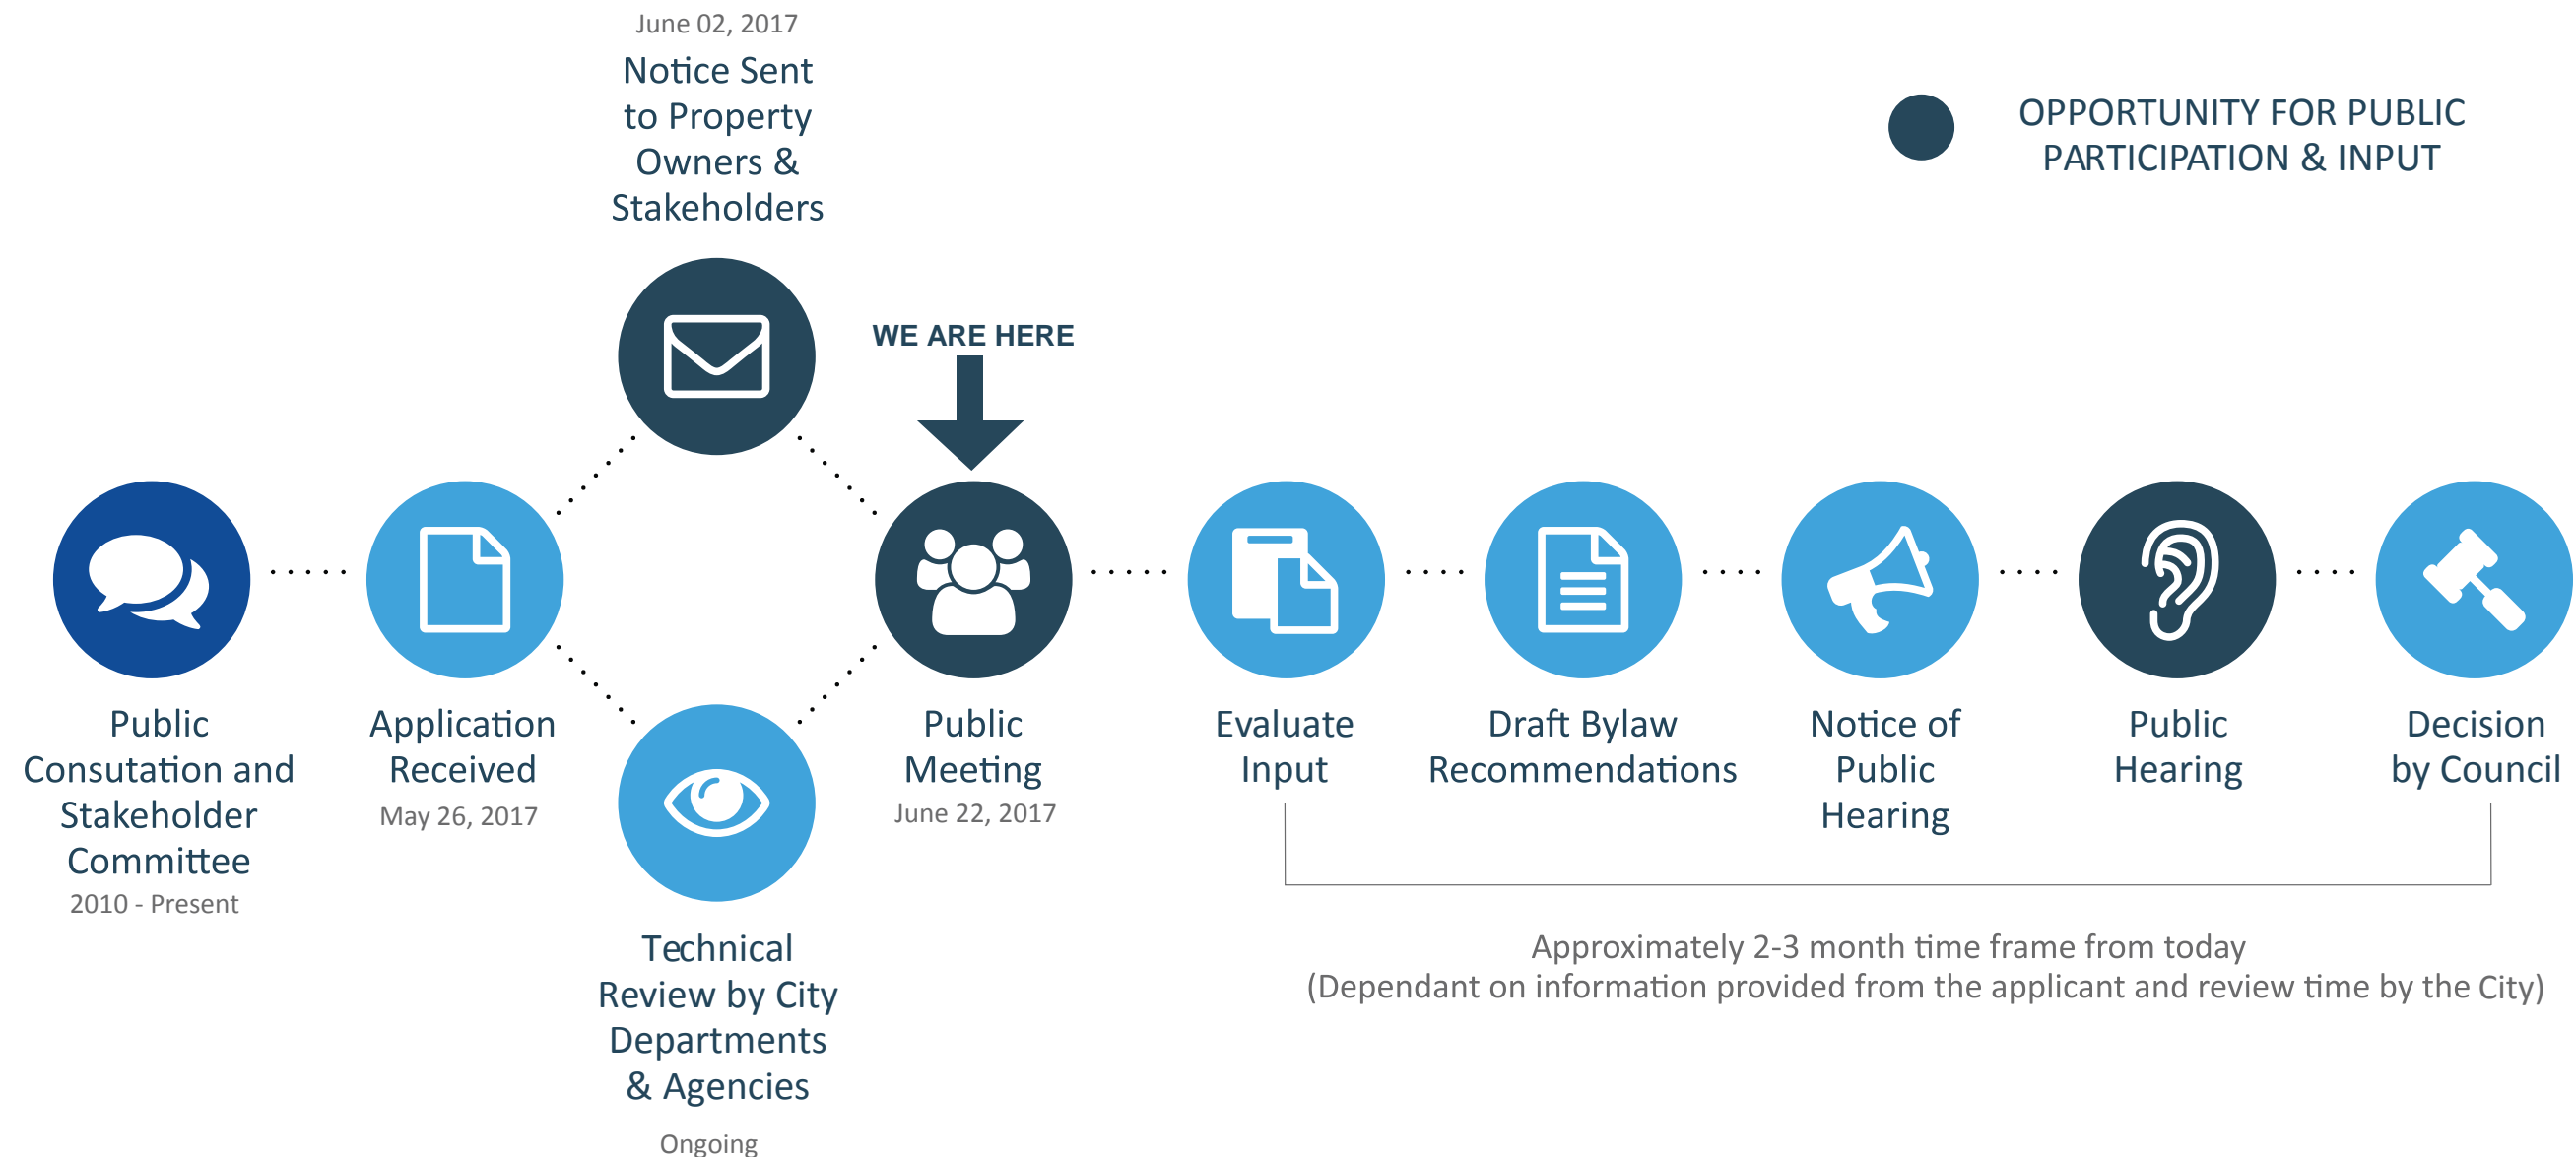 June 02, 2017
Notice Sent
to Property
Owners &
Stakeholders
OPPORTUNITY FOR PUBLIC
PARTICIPATION & INPUT
WE ARE HERE
Public
Consutation and
Stakeholder
Committee
2010 - Present
Application
Received
May 26, 2017
Technical
Review by City
Departments
& Agencies
Ongoing
Public
Meeting
June 22, 2017
Evaluate
Input
Draft Bylaw
Recommendations
Notice of
Public
Hearing
Public
Hearing
Decision
by Council
Approximately 2-3 month time frame from today
(Dependant on information provided from the applicant and review time by the City)